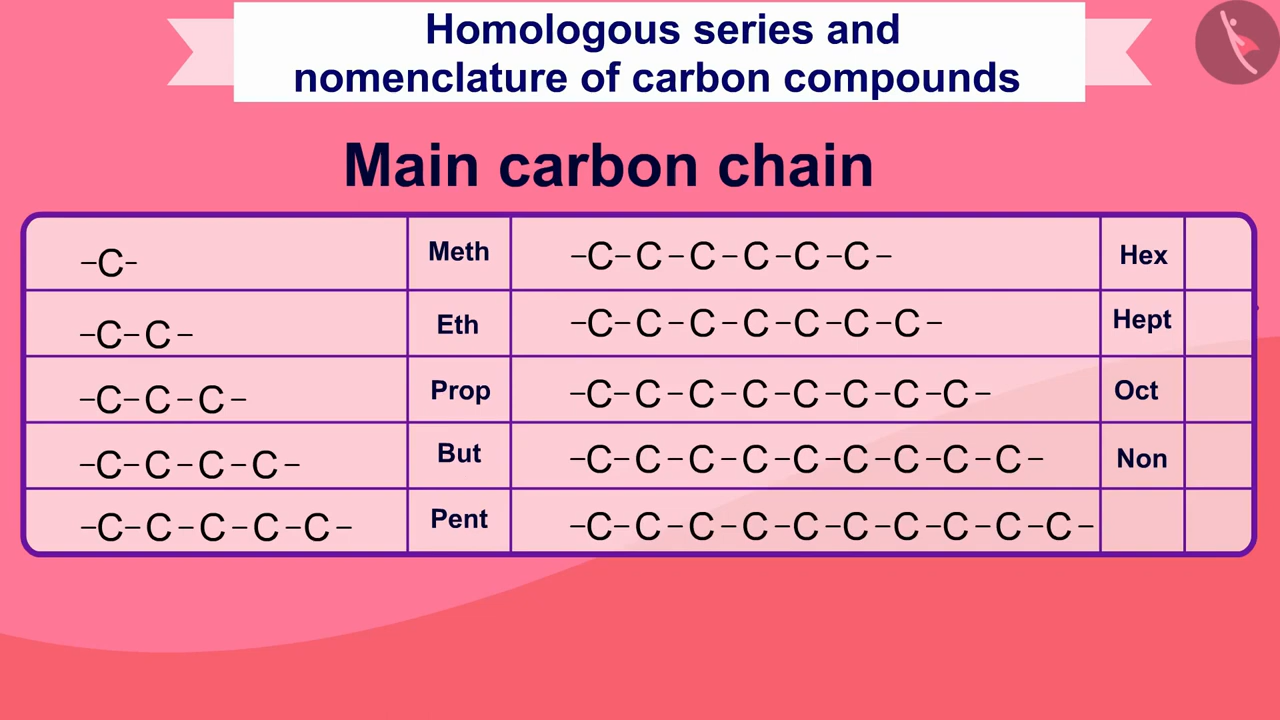 Homologous series and
nomenclature of carbon compounds
Main carbon chain
–C– Meth –C–C–C–C–C–C– Hex
–C–C– Eth –C–C–C–C–C–C–C– Hept
–C–C–C– Prop –C–C–C–C–C–C–C–C– Oct
–C–C–C–C– But –C–C–C–C–C–C–C–C–C– Non
–C–C–C–C–C– Pent –C–C–C–C–C–C–C–C–C–C–